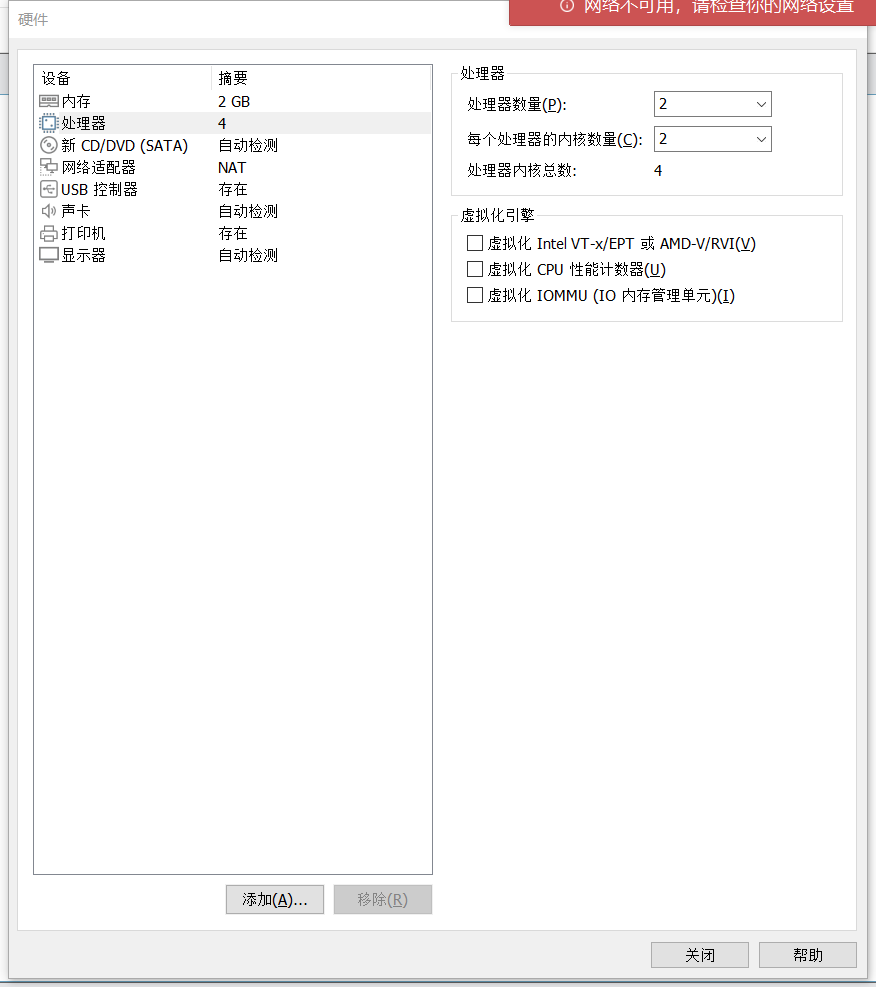 硬件
网络不可用，请检查你的网络设置
设备 摘要
内存 2 GB
处理器 4
新 CD/DVD (SATA) 自动检测
网络适配器 NAT
USB 控制器 存在
声卡 自动检测
打印机 存在
显示器 自动检测
添加(A)... 移除(R)
处理器
处理器数量(P): 2
每个处理器的内核数量(C): 2
处理器内核总数: 4
虚拟化引擎
虚拟化 Intel VT-x/EPT 或 AMD-V/RVI(V)
虚拟化 CPU 性能计数器(U)
虚拟化 IOMMU (IO 内存管理单元)(I)
关闭 帮助